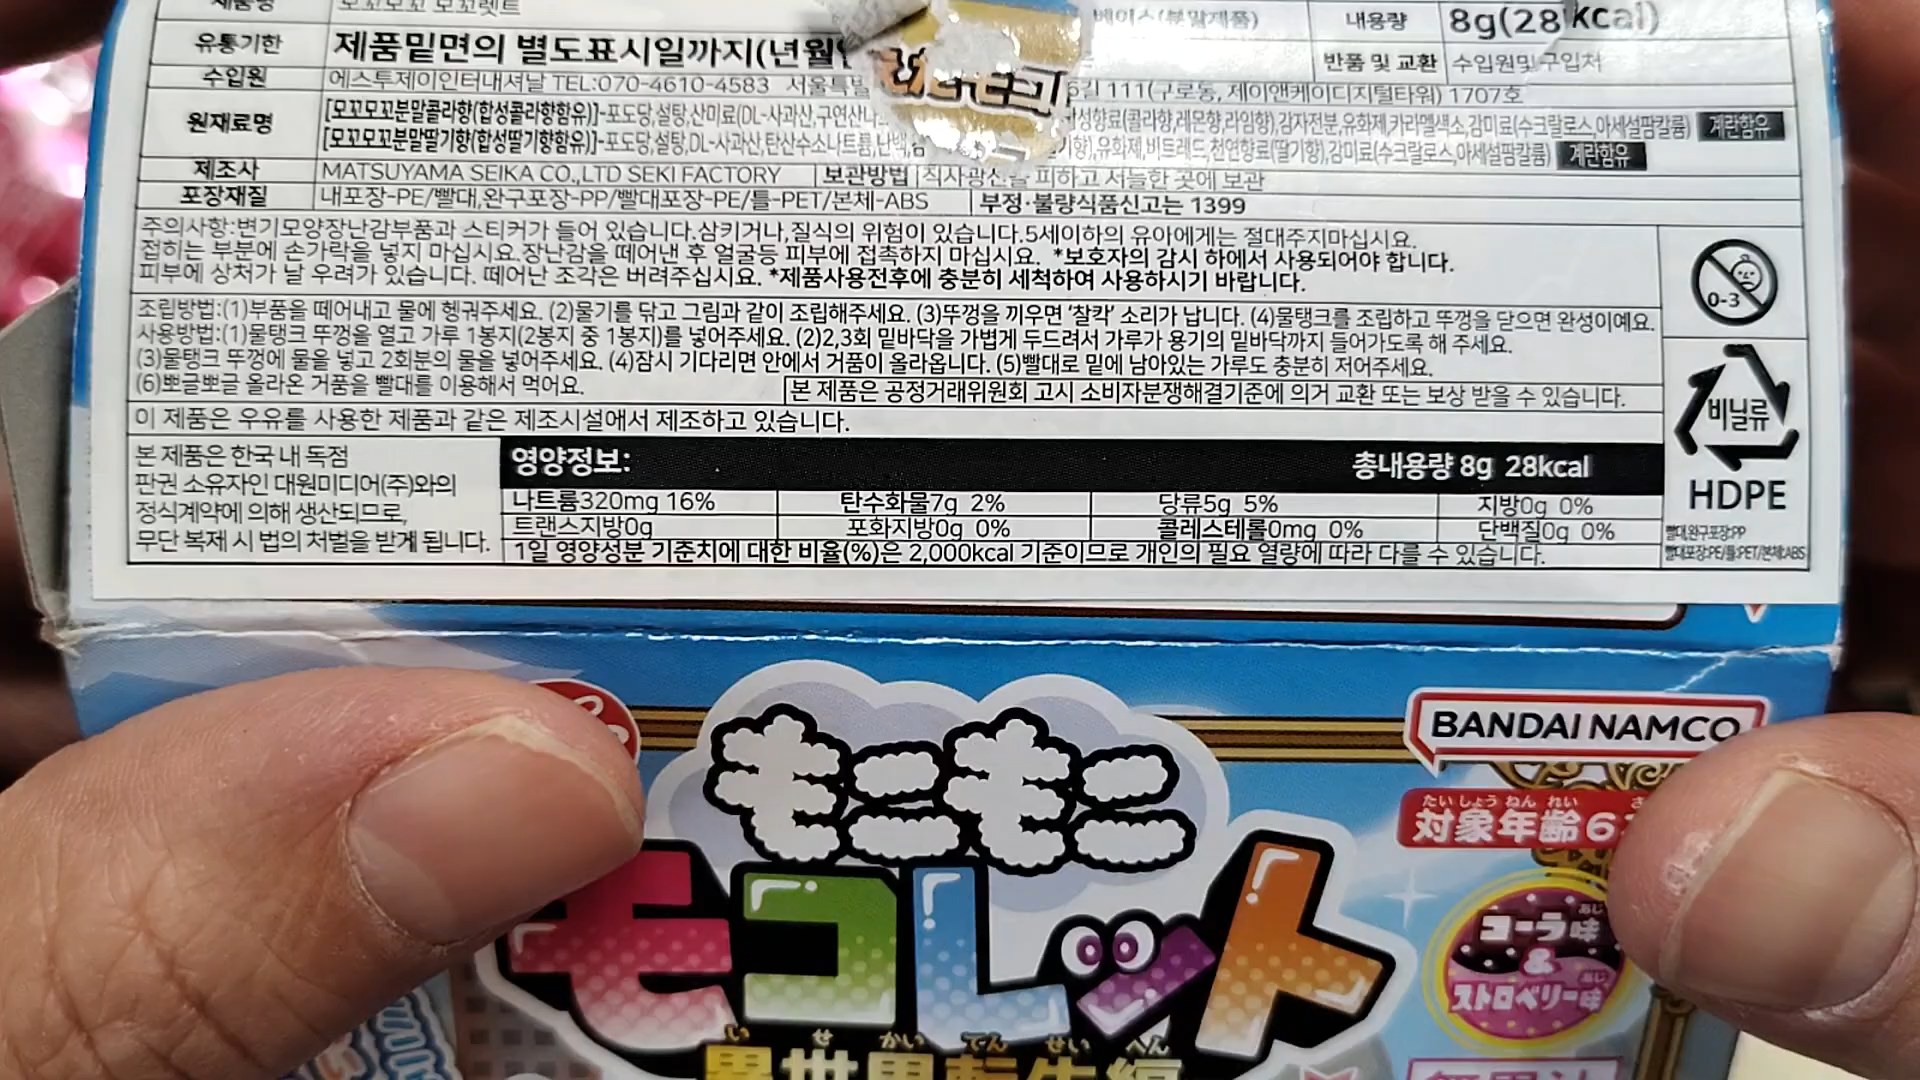 제품명 모꼬모꼬 모꼬렛트 베이스(분말제품) 내용량 8g(28 kcal)
유통기한 제품밑면의 별도표시일까지(년월 반품 및 교환 수입원및구입처
수입원 에스투제이인터내셔날 TEL:070-4610-4583 서울특별 6길 111(구로동, 제이앤케이디지털타워) 1707호
원재료명 [모꼬모꼬분말콜라향(합성콜라향함유)]-포도당,설탕,산미료(DL-사과산,구연산나 성향료(콜라향,레몬향,라임향),감자전분,유화제,카라멜색소,감미료(수크랄로스,아세설팜칼륨) 계란함유
[모꼬모꼬분말딸기향(합성딸기향함유)]-포도당,설탕,DL-사과산,탄산수소나트륨,난백, 기향),유화제,비트레드,천연향료(딸기향),감미료(수크랄로스,아세설팜칼륨) 계란함유
제조사 MATSUYAMA SEIKA CO.,LTD SEKI FACTORY 보관방법 직사광선을 피하고 서늘한 곳에 보관
포장재질 내포장-PE/빨대,완구포장-PP/빨대포장-PE/틀-PET/본체-ABS 부정·불량식품신고는 1399
주의사항:변기모양장난감부품과 스티커가 들어 있습니다.삼키거나,질식의 위험이 있습니다.5세이하의 유아에게는 절대주지마십시요.
접히는 부분에 손가락을 넣지 마십시요.장난감을 떼어낸 후 얼굴등 피부에 접촉하지 마십시요. *보호자의 감시 하에서 사용되어야 합니다.
피부에 상처가 날 우려가 있습니다. 떼어난 조각은 버려주십시요. *제품사용전후에 충분히 세척하여 사용하시기 바랍니다.
0-3
조립방법:(1)부품을 떼어내고 물에 헹궈주세요. (2)물기를 닦고 그림과 같이 조립해주세요. (3)뚜껑을 끼우면 '찰칵' 소리가 납니다. (4)물탱크를 조립하고 뚜껑을 닫으면 완성이예요.
사용방법:(1)물탱크 뚜껑을 열고 가루 1봉지(2봉지 중 1봉지)를 넣어주세요. (2)2,3회 밑바닥을 가볍게 두드려서 가루가 용기의 밑바닥까지 들어가도록 해 주세요.
(3)물탱크 뚜껑에 물을 넣고 2회분의 물을 넣어주세요. (4)잠시 기다리면 안에서 거품이 올라옵니다. (5)빨대로 밑에 남아있는 가루도 충분히 저어주세요.
(6)뽀글뽀글 올라온 거품을 빨대를 이용해서 먹어요. 본 제품은 공정거래위원회 고시 소비자분쟁해결기준에 의거 교환 또는 보상 받을 수 있습니다.
이 제품은 우유를 사용한 제품과 같은 제조시설애서 제조하고 있습니다.
비닐류
HDPE
빨대,완구포장:PP
빨대포장:PE/틀:PET/본체:ABS
본 제품은 한국 내 독점
판권 소유자인 대원미디어(주)와의
정식계약에 의해 생산되므로,
무단 복제 시 법의 처벌을 받게 됩니다.
영양정보: 총내용량 8g 28kcal
나트륨320mg 16% 탄수화물7g 2% 당류5g 5% 지방0g 0%
트랜스지방0g 포화지방0g 0% 콜레스테롤0mg 0% 단백질0g 0%
1일 영양성분 기준치에 대한 비율(%)은 2,000kcal 기준이므로 개인의 필요 열량에 따라 다를 수 있습니다.
BANDAI NAMCO
もこもこ
モコレット
いせかいてんせいへん
異世界転生編
たいしょうねんれい
対象年齢6
コーラ味
&
ストロベリー味